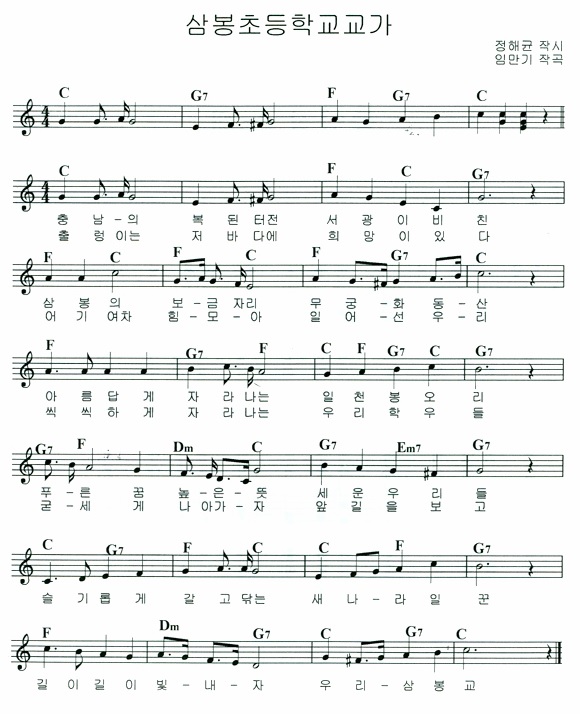 삼봉초등학교교가
정해균 작시
임만기 작곡
C G7 F G7 C
C F C G7
충 남-의 복 된 터전 서 광 이 비 친
출 렁 이는 저 바 다에 희 망 이 있 다
F C F C G7 C
삼 봉 의 보-금 자리 무 궁-화 동-산
어 기 여차 힘-모-아 일 어-선 우-리
F G7 F C F G7 C G7
아 름 답 게 자 라 나는 일 천 봉 오 리
씩 씩 하 게 자 라 나는 우 리 학 우 들
G7 F Dm C G7 Em7
푸-른 꿈 높-은-뜻 세 운 우 리 들
굳-세 게 나 아 가-자 앞 길 을 보 고
C G7 F C F C G7
슬 기 롭 게 갈 고 닦 는 새 나-라 일 꾼
F Dm G7 C G7 C
길 이 길 이 빛-내-자 우 리-삼 봉 교